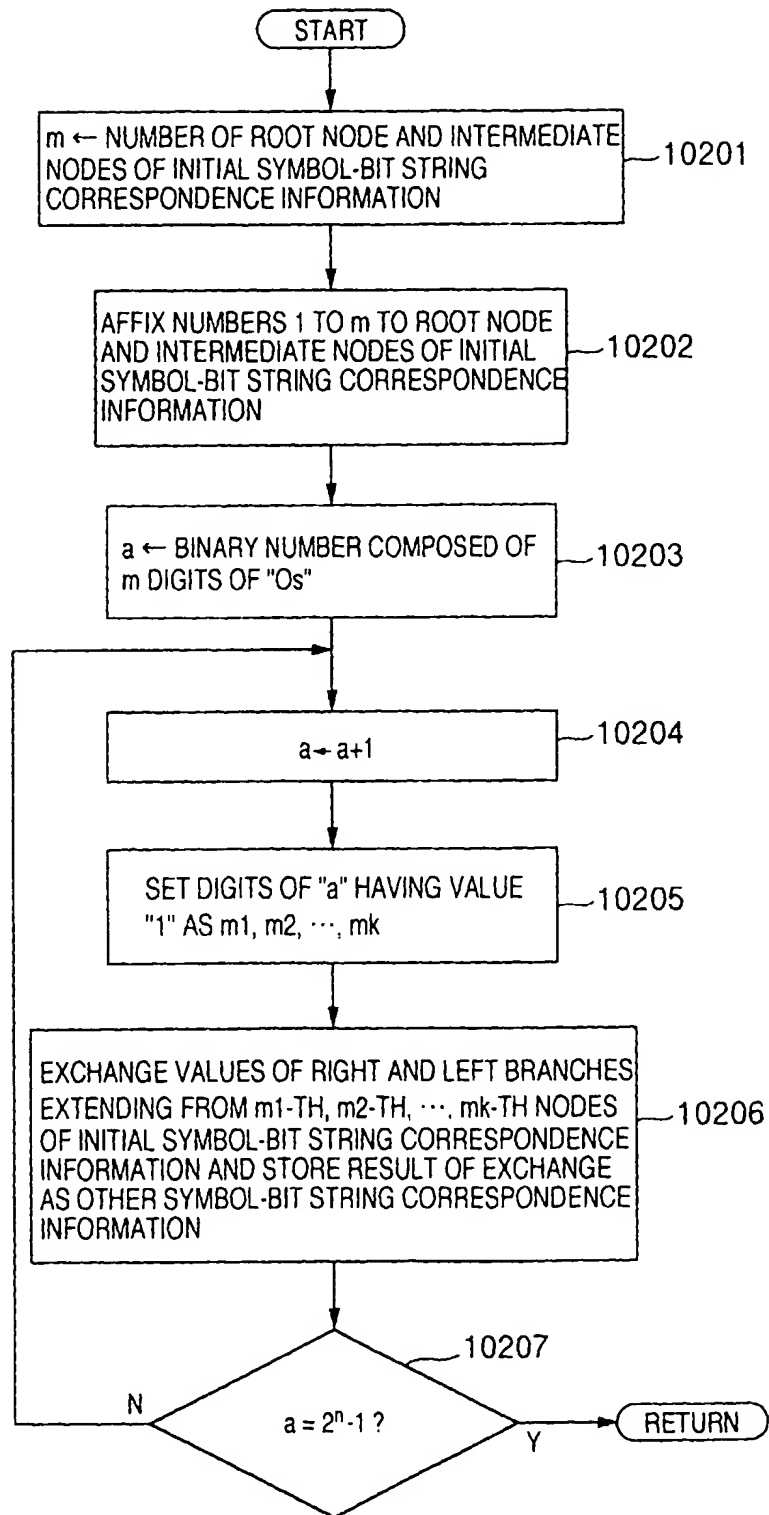 START
m ← NUMBER OF ROOT NODE AND INTERMEDIATE
NODES OF INITIAL SYMBOL-BIT STRING
CORRESPONDENCE INFORMATION
10201
AFFIX NUMBERS 1 TO m TO ROOT NODE
AND INTERMEDIATE NODES OF INITIAL
SYMBOL-BIT STRING CORRESPONDENCE
INFORMATION
10202
a ← BINARY NUMBER COMPOSED OF
m DIGITS OF "Os"
10203
a ← a+1
10204
SET DIGITS OF "a" HAVING VALUE
"1" AS m1, m2, ···, mk
10205
EXCHANGE VALUES OF RIGHT AND LEFT BRANCHES
EXTENDING FROM m1-TH, m2-TH, ···, mk-TH NODES
OF INITIAL SYMBOL-BIT STRING CORRESPONDENCE
INFORMATION AND STORE RESULT OF EXCHANGE
AS OTHER SYMBOL-BIT STRING CORRESPONDENCE
INFORMATION
10206
10207
N
a = 2ⁿ-1 ?
Y
RETURN